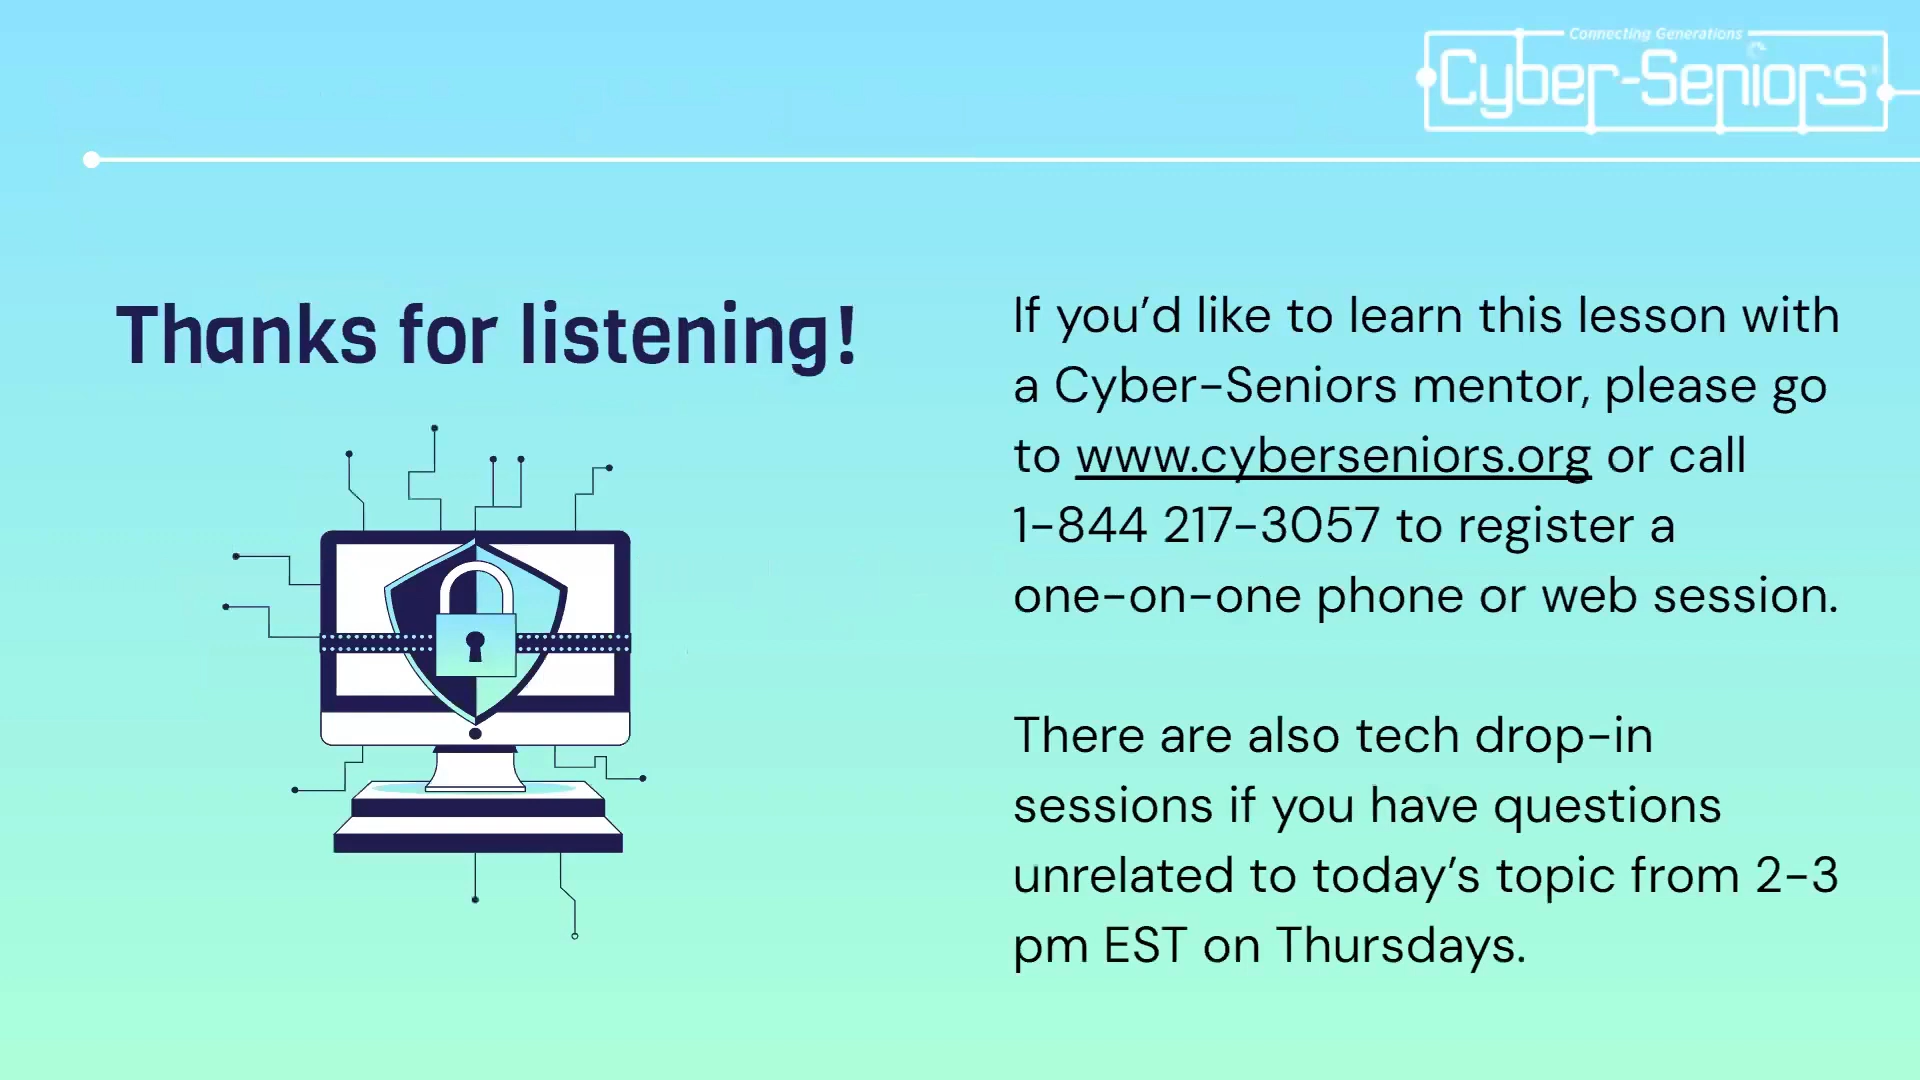 Connecting Generations
Cyber-Seniors
Thanks for listening!
If you’d like to learn this lesson with
a Cyber-Seniors mentor, please go
to www.cyberseniors.org or call
1-844 217-3057 to register a
one-on-one phone or web session.
There are also tech drop-in
sessions if you have questions
unrelated to today’s topic from 2-3
pm EST on Thursdays.